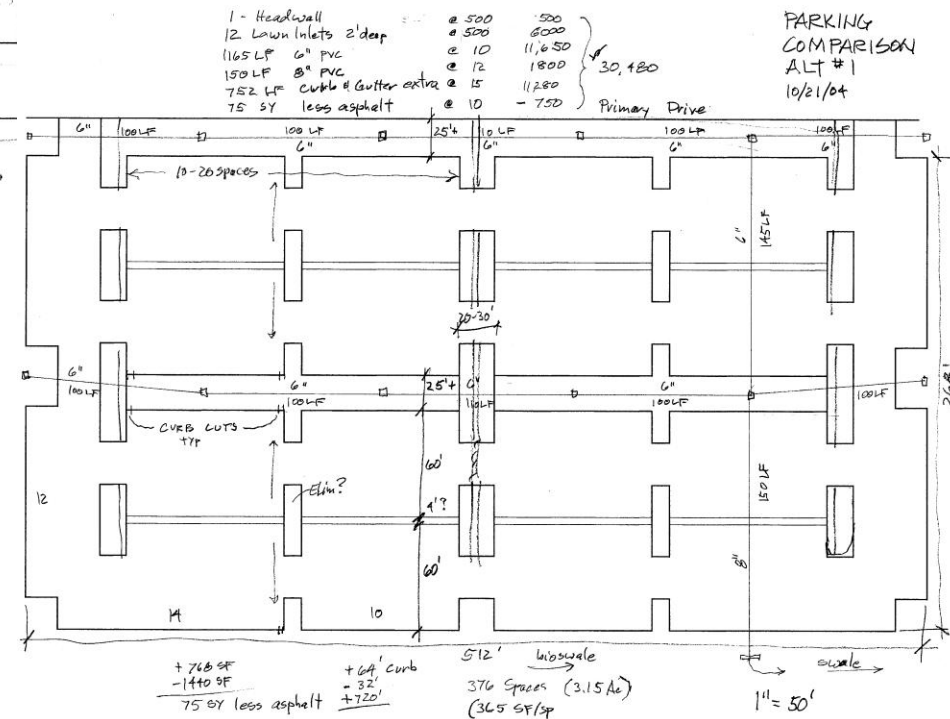 1 - Headwall @ 500 500
12 Lawn Inlets 2' deep @ 500 6000
1165 LF 6" PVC @ 10 11,650
150 LF 8" PVC @ 12 1800
752 LF Curb & Gutter extra @ 15 11280
75 SY less asphalt @ 10 - 750
30,480
PARKING
COMPARISON
ALT #1
10/21/04
Primary Drive
6" 100 LF 100 LF 25'± 10 LF 100 LF 100 LF
6" 6" 6" 6"
10-20 spaces
6" 145 LF
20-30'
6" 6" 25'± 6" 6"
100 LF 100 LF 110 LF 100 LF 100 LF
CURB CUTS
TYP
60'
12 Elim? 4'? 150 LF
60' 8"
14 10
512' bioswale swale
+ 768 SF +64' Curb
-1440 SF - 32'
75 SY less asphalt +720'
376 Spaces (3.15 Ac)
(365 SF/sp
1" = 50'